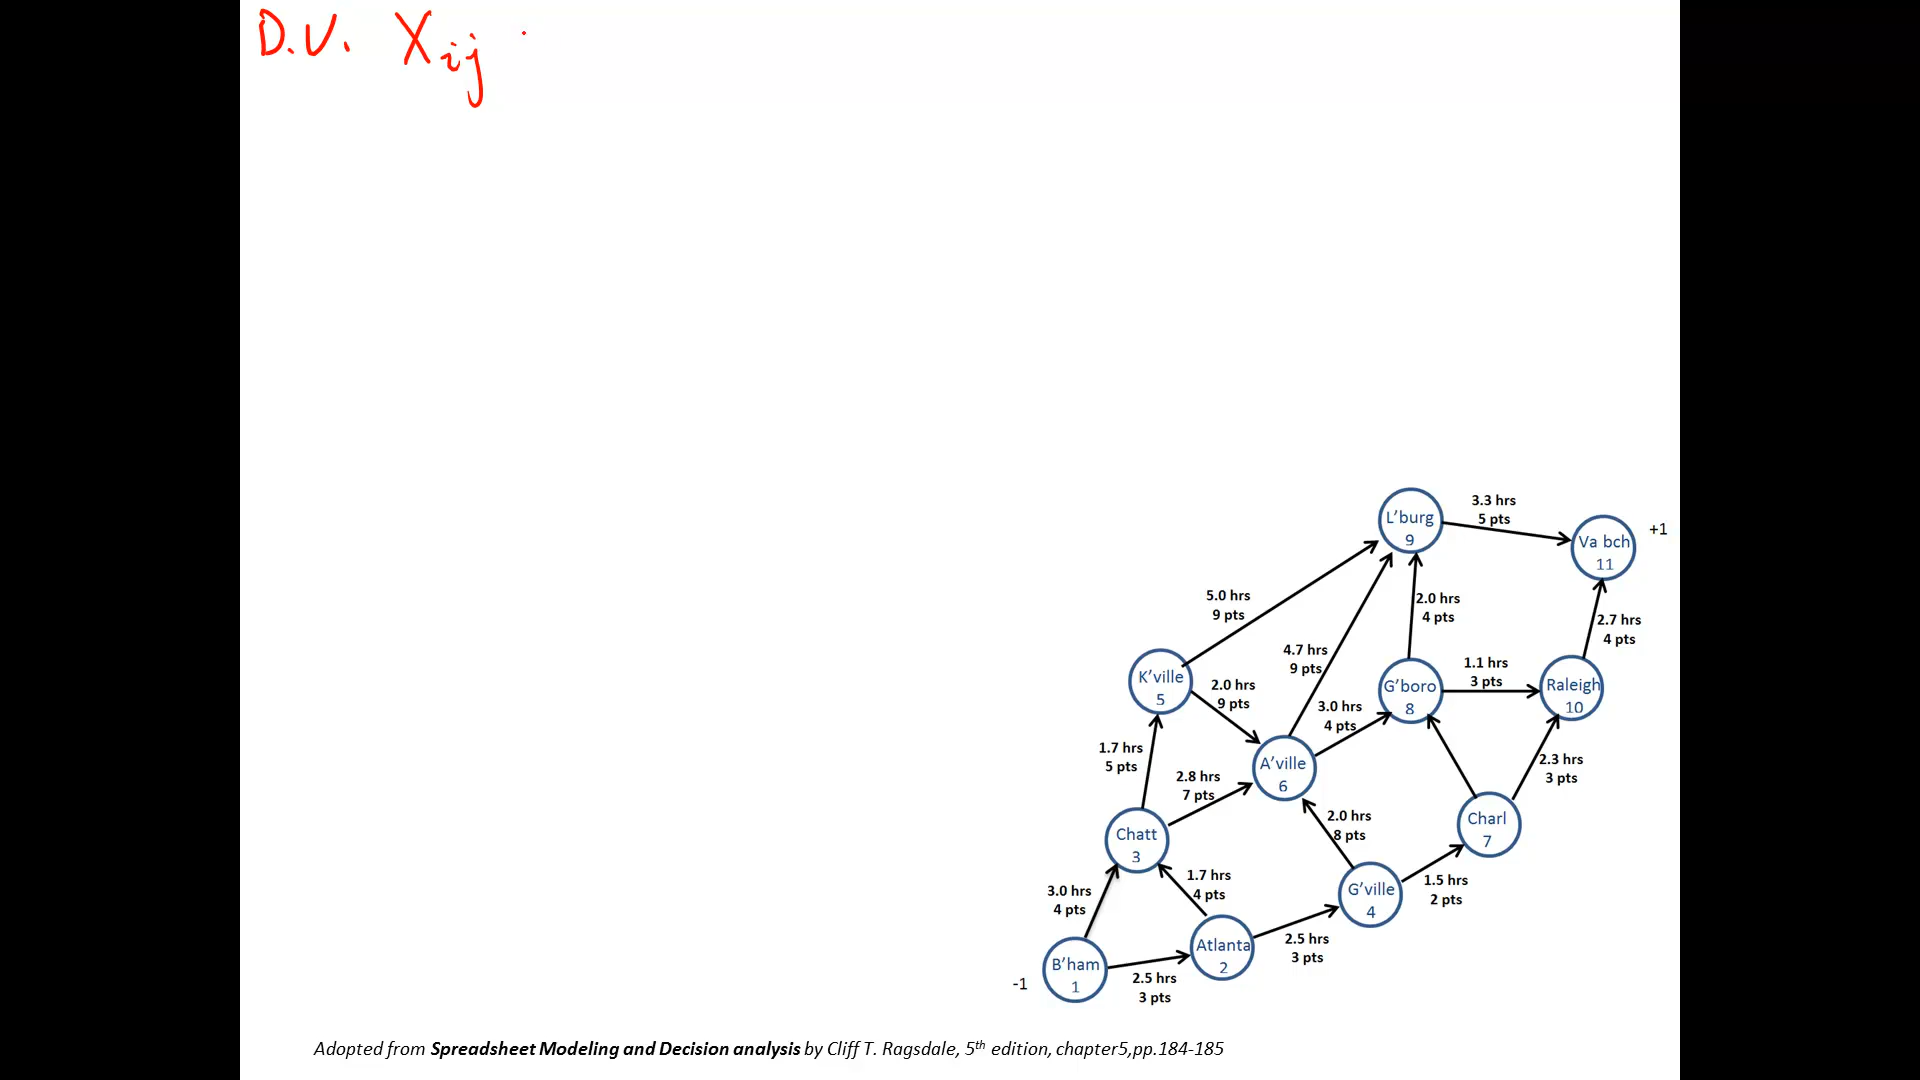 D.V. Xij
L'burg
9
3.3 hrs
5 pts
Va bch
11
+1
5.0 hrs
9 pts
2.0 hrs
4 pts
2.7 hrs
4 pts
4.7 hrs
9 pts
K'ville
5
2.0 hrs
9 pts
G'boro
8
1.1 hrs
3 pts
Raleigh
10
3.0 hrs
4 pts
1.7 hrs
5 pts
A'ville
6
2.8 hrs
7 pts
2.3 hrs
3 pts
2.0 hrs
8 pts
Charl
7
Chatt
3
3.0 hrs
4 pts
1.7 hrs
4 pts
G'ville
4
1.5 hrs
2 pts
Atlanta
2
2.5 hrs
3 pts
B'ham
1
-1
2.5 hrs
3 pts
Adopted from Spreadsheet Modeling and Decision analysis by Cliff T. Ragsdale, 5th edition, chapter5,pp.184-185